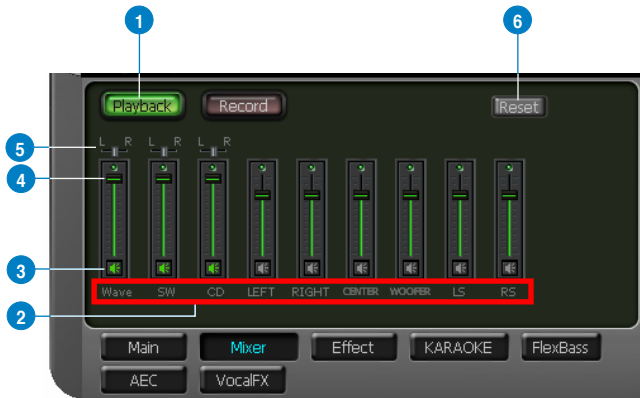 1
6
Playback Record Reset
5
L R L R L R
4
3
Wave SW CD LEFT RIGHT CENTER WOOFER LS RS
2
Main Mixer Effect KARAOKE FlexBass
AEC VocalFX